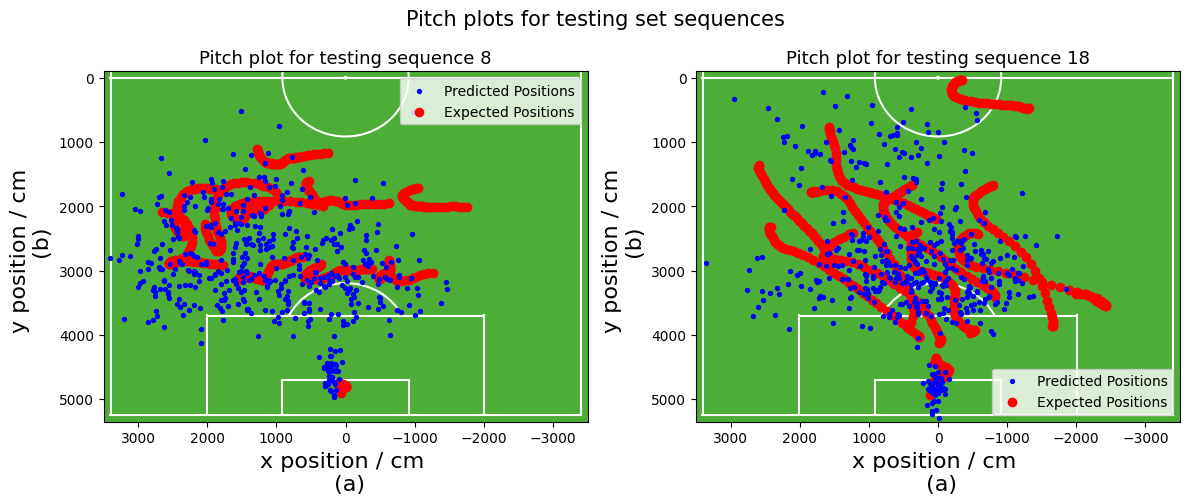 Pitch plots for testing set sequences
Pitch plot for testing sequence 8
Predicted Positions
Expected Positions
0
1000
2000
3000
4000
5000
y position / cm
(b)
3000 2000 1000 0 −1000 −2000 −3000
x position / cm
(a)
Pitch plot for testing sequence 18
0
1000
2000
3000
4000
5000
y position / cm
(b)
Predicted Positions
Expected Positions
3000 2000 1000 0 −1000 −2000 −3000
x position / cm
(a)